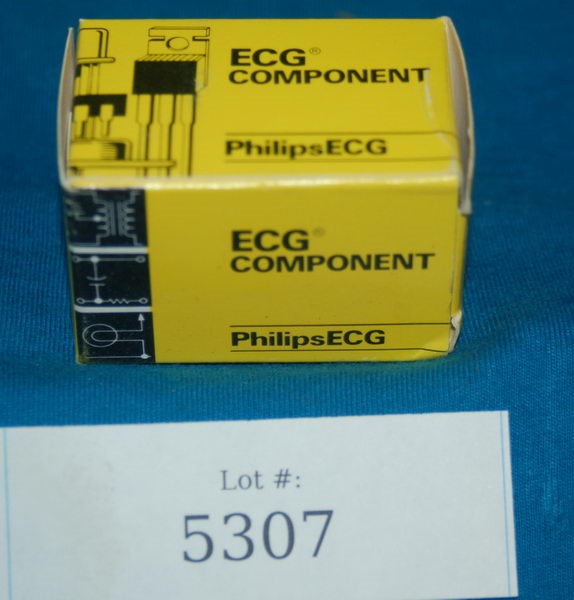 ECG®
COMPONENT
PhilipsECG
ECG®
COMPONENT
PhilipsECG
Lot #:
5307